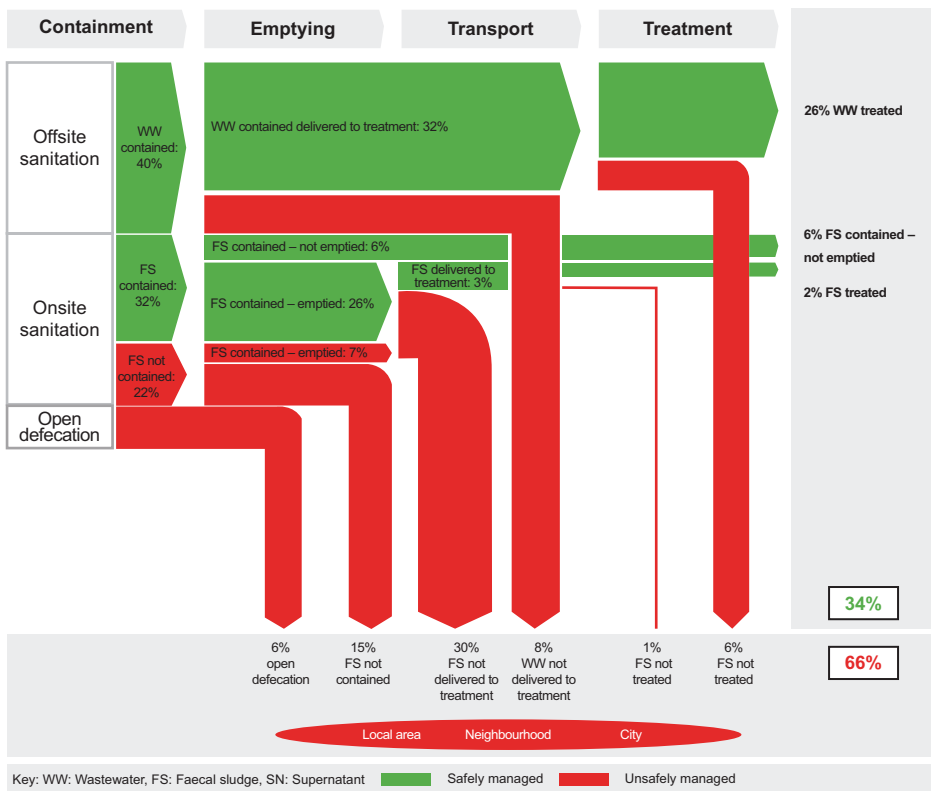 Containment
Emptying
Transport
Treatment
Offsite
sanitation
WW
contained:
40%
WW contained delivered to treatment: 32%
26% WW treated
Onsite
sanitation
FS
contained:
32%
FS contained – not emptied: 6%
FS contained – emptied: 26%
FS delivered to
treatment: 3%
6% FS contained –
not emptied
2% FS treated
FS not
contained:
22%
FS contained – emptied: 7%
Open
defecation
34%
66%
6%
open
defecation
15%
FS not
contained
30%
FS not
delivered to
treatment
8%
WW not
delivered to
treatment
1%
FS not
treated
6%
FS not
treated
Local area
Neighbourhood
City
Key: WW: Wastewater, FS: Faecal sludge, SN: Supernatant
Safely managed
Unsafely managed